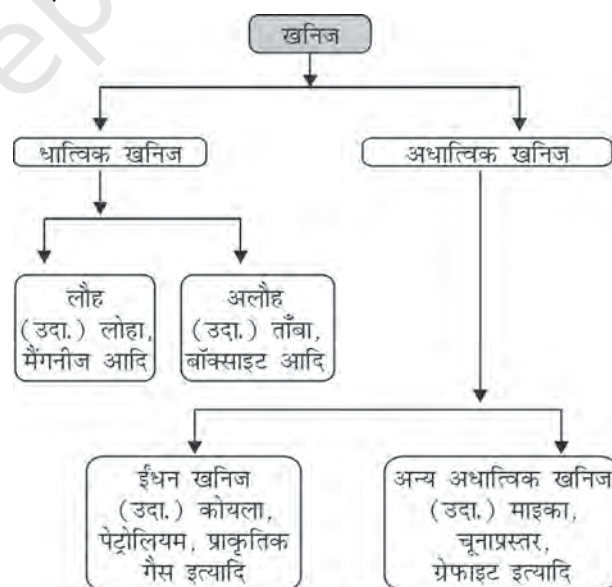 खनिज
धात्विक खनिज
अधात्विक खनिज
लौह
(उदा.) लोहा,
मैंगनीज आदि
अलौह
(उदा.) ताँबा,
बॉक्साइट आदि
ईंधन खनिज
(उदा.) कोयला,
पेट्रोलियम, प्राकृतिक
गैस इत्यादि
अन्य अधात्विक खनिज
(उदा.) माइका,
चूनाप्रस्तर,
ग्रेफाइट इत्यादि